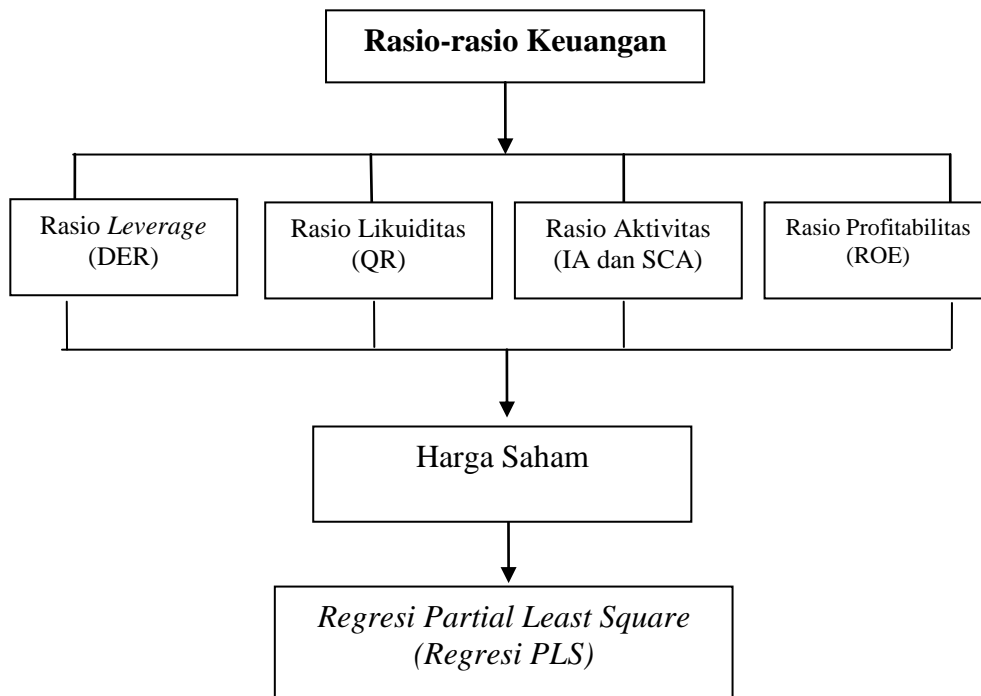 Rasio-rasio Keuangan
Rasio Leverage
(DER)
Rasio Likuiditas
(QR)
Rasio Aktivitas
(IA dan SCA)
Rasio Profitabilitas
(ROE)
Harga Saham
Regresi Partial Least Square
(Regresi PLS)